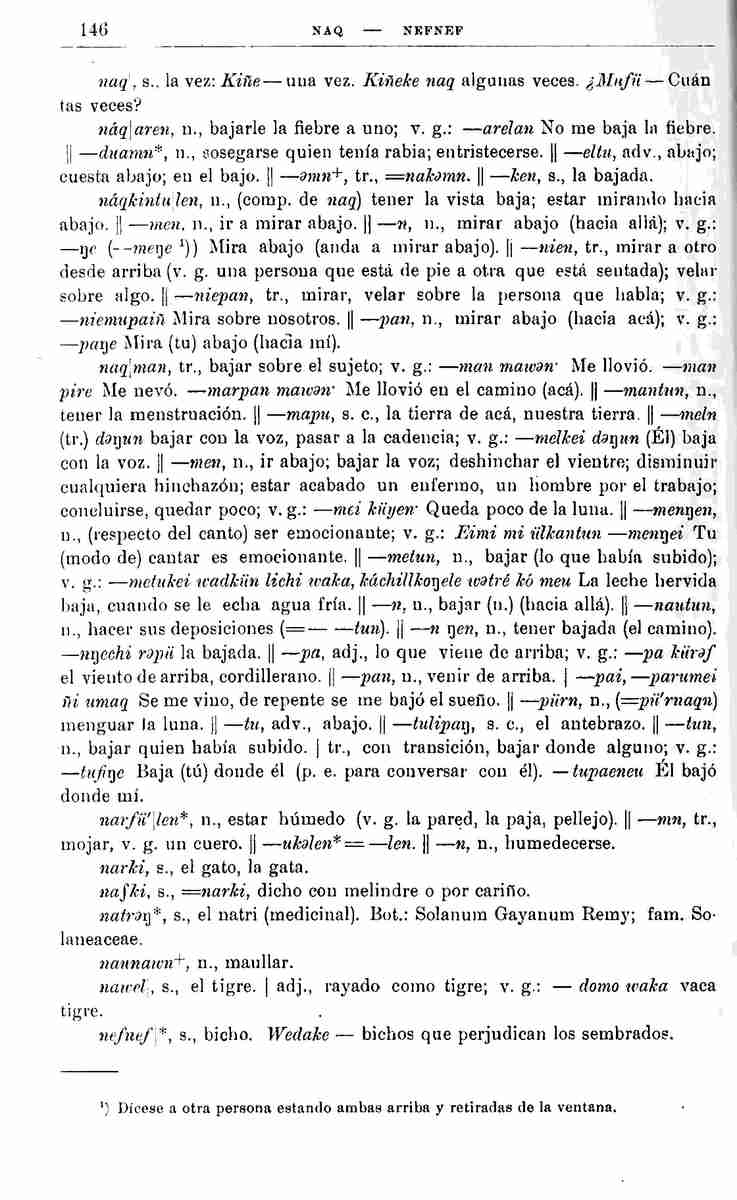 146 NAQ — NEFNEF
naq|, s., la vez: Kiñe— una vez. Kiñeke naq algunas veces. ¿Mufü — Cuán
tas veces?
náq|aren, n., bajarle la fiebre a uno; v. g.: —arelan No me baja la fiebre.
|| —duamn*, n., sosegarse quien tenía rabia; entristecerse. || —eltu, adv., abajo;
cuesta abajo; en el bajo. || —əmn+, tr., =nakəmn. || —ken, s., la bajada.
náqkintu|len, n., (comp. de naq) tener la vista baja; estar mirando hacia
abajo. || —men, n., ir a mirar abajo. || —n, n., mirar abajo (hacia allá); v. g.:
—ŋe (--meŋe ¹)) Mira abajo (anda a mirar abajo). || —nien, tr., mirar a otro
desde arriba (v. g. una persona que está de pie a otra que está sentada); velar
sobre algo. || —niepan, tr., mirar, velar sobre la persona que habla; v. g.:
—niemupaiñ Mira sobre nosotros. || —pan, n., mirar abajo (hacia acá); v. g.:
—paŋe Mira (tu) abajo (hacia mí).
naq|man, tr., bajar sobre el sujeto; v. g.: —man mawən· Me llovió. —man
pire Me nevó. —marpan mawən· Me llovió en el camino (acá). || —mantun, n.,
tener la menstruación. || —mapu, s. c., la tierra de acá, nuestra tierra. || —meln
(tr.) dəŋun bajar con la voz, pasar a la cadencia; v. g.: —melkei dəŋun (Él) baja
con la voz. || —men, n., ir abajo; bajar la voz; deshinchar el vientre; disminuir
cualquiera hinchazón; estar acabado un enfermo, un hombre por el trabajo;
concluirse, quedar poco; v. g.: —mei küyen· Queda poco de la luna. || —menŋen,
n., (respecto del canto) ser emocionante; v. g.: Eimi mi ülkantun —menŋei Tu
(modo de) cantar es emocionante. || —metun, n., bajar (lo que había subido);
v. g.: —metukei wadkün lichi waka, káchillkoŋele wətré kó meu La leche hervida
baja, cuando se le echa agua fría. || —n, n., bajar (n.) (hacia allá). || —nautun,
n., hacer sus deposiciones (=— —tun). || —n ŋen, n., tener bajada (el camino).
—nŋechi rəpü la bajada. || —pa, adj., lo que viene de arriba; v. g.: —pa kürəf
el viento de arriba, cordillerano. || —pan, n., venir de arriba. | —pai, —parumei
ñi umaq Se me vino, de repente se me bajó el sueño. || —pürn, n., (=pü'rnaqn)
menguar la luna. || —tu, adv., abajo. || —tulipaŋ, s. c., el antebrazo. || —tun,
n., bajar quien había subido. | tr., con transición, bajar donde alguno; v. g.:
—tufiŋe Baja (tú) donde él (p. e. para conversar con él). —tupaeneu Él bajó
donde mí.
narfü'|len*, n., estar húmedo (v. g. la pared, la paja, pellejo). || —mn, tr.,
mojar, v. g. un cuero. || —ukəlen* = —len. || —n, n., humedecerse.
narki, s., el gato, la gata.
nafki, s., =narki, dicho con melindre o por cariño.
natrəŋ*, s., el natri (medicinal). Bot.: Solanum Gayanum Remy; fam. So-
laneaceae.
naunawn+, n., maullar.
nawel|, s., el tigre. | adj., rayado como tigre; v. g.: — domo waka vaca
tigre.
nefnef|*, s., bicho. Wedake — bichos que perjudican los sembrados.
¹) Dícese a otra persona estando ambas arriba y retiradas de la ventana.